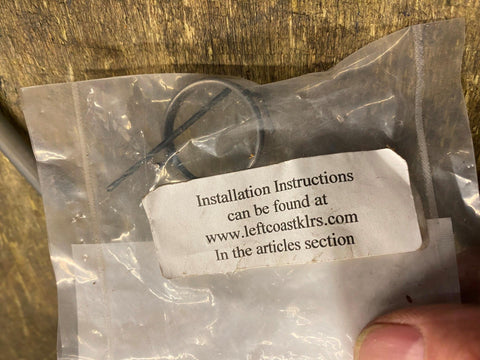 Installation Instructions
can be found at
www.leftcoastklrs.com
In the articles section